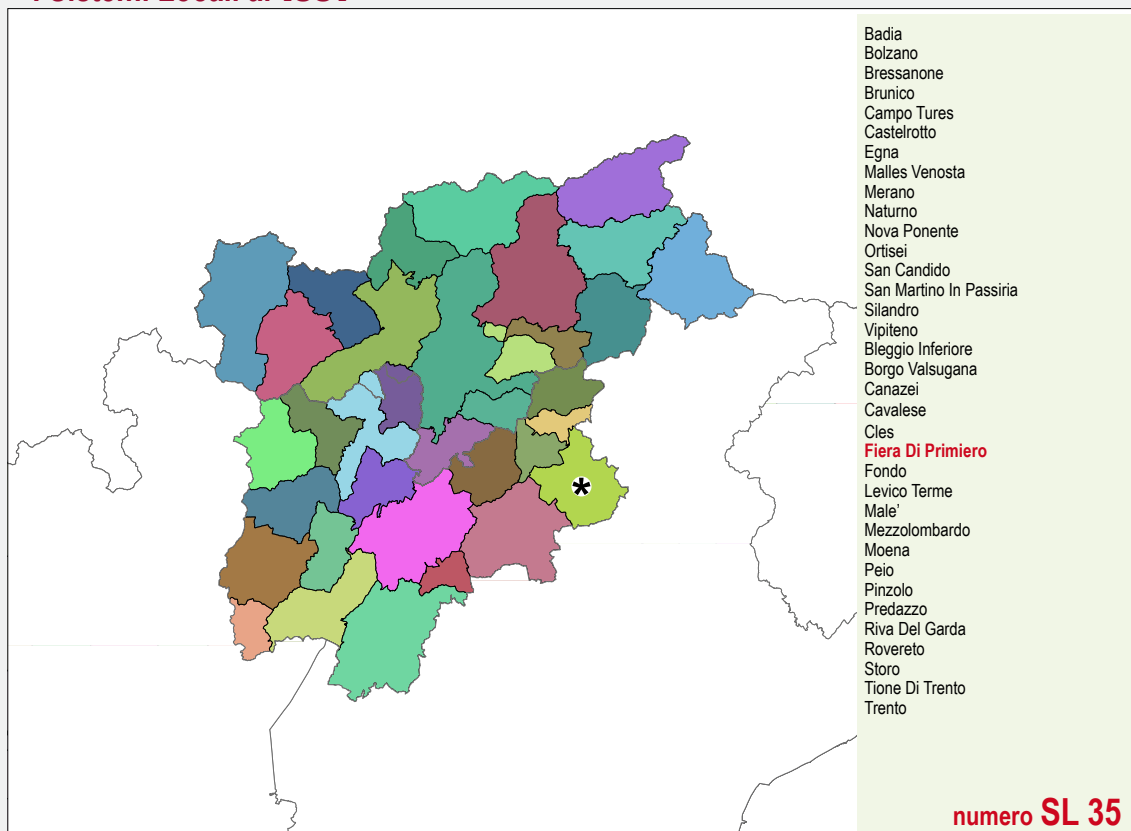 Badia
Bolzano
Bressanone
Brunico
Campo Tures
Castelrotto
Egna
Malles Venosta
Merano
Naturno
Nova Ponente
Ortisei
San Candido
San Martino In Passiria
Silandro
Vipiteno
Bleggio Inferiore
Borgo Valsugana
Canazei
Cavalese
Cles
Fiera Di Primiero
Fondo
Levico Terme
Male'
Mezzolombardo
Moena
Peio
Pinzolo
Predazzo
Riva Del Garda
Rovereto
Storo
Tione Di Trento
Trento
*
numero SL 35